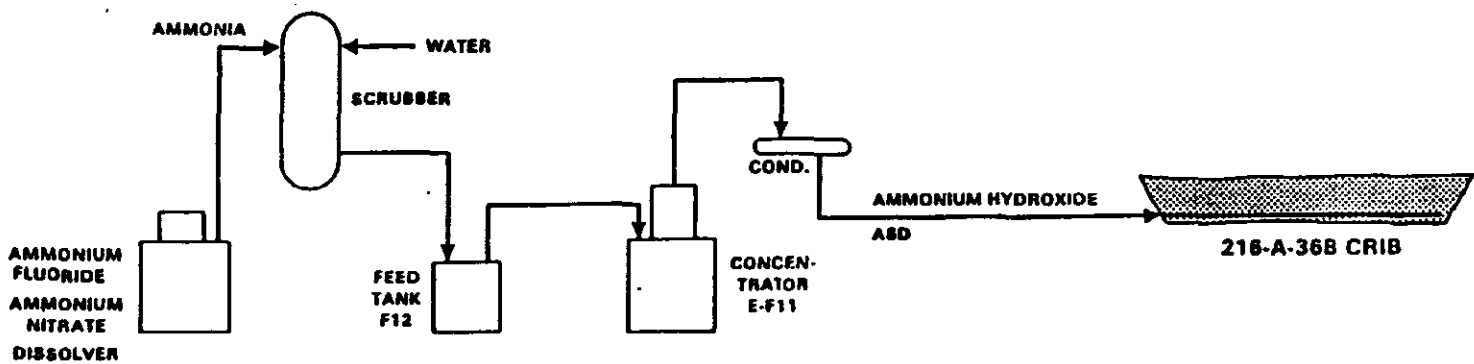 AMMONIA
WATER
SCRUBBER
COND.
AMMONIUM HYDROXIDE
ASD
216-A-36B CRIB
AMMONIUM
FLUORIDE
AMMONIUM
NITRATE
DISSOLVER
FEED
TANK
F12
CONCEN-
TRATOR
E-F11